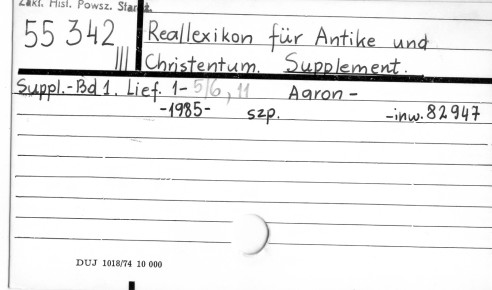 Zakł. Hist. Powsz. Staroż.
55 342 Reallexikon für Antike und
III Christentum. Supplement.
Suppl.-Bd 1. Lief. 1-5/6, 11 Aaron -
-1985- szp. -inw. 82947
DUJ 1018/74 10 000